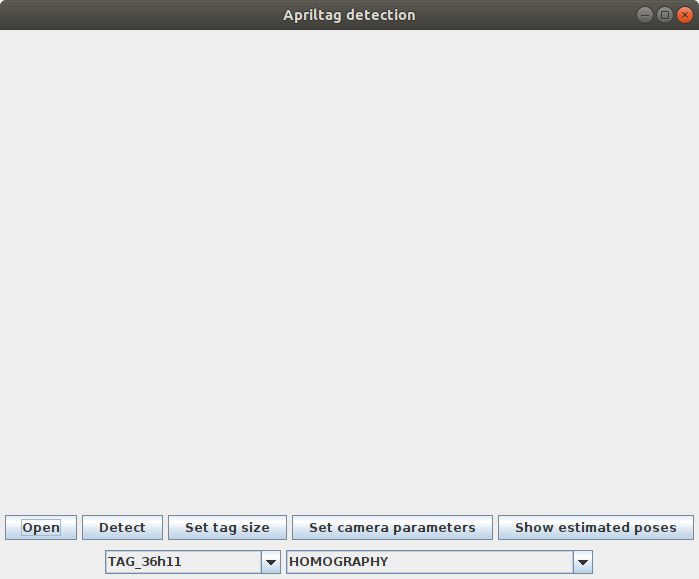 Apriltag detection
Open Detect Set tag size Set camera parameters Show estimated poses
TAG_36h11 HOMOGRAPHY